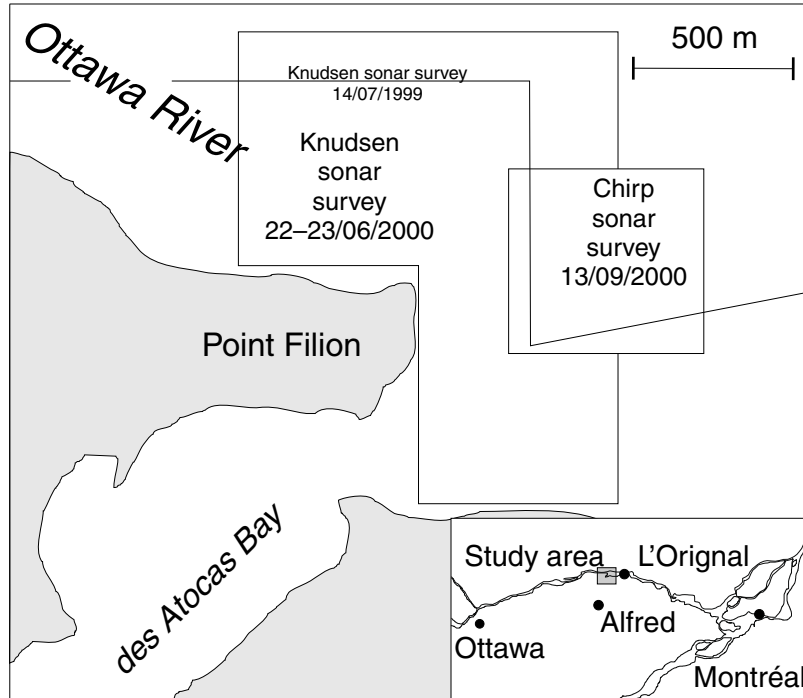 Ottawa River
500 m
Knudsen sonar survey
14/07/1999
Knudsen
sonar
survey
22–23/06/2000
Chirp
sonar
survey
13/09/2000
Point Filion
des Atocas Bay
Study area
L'Orignal
Alfred
Ottawa
Montréal